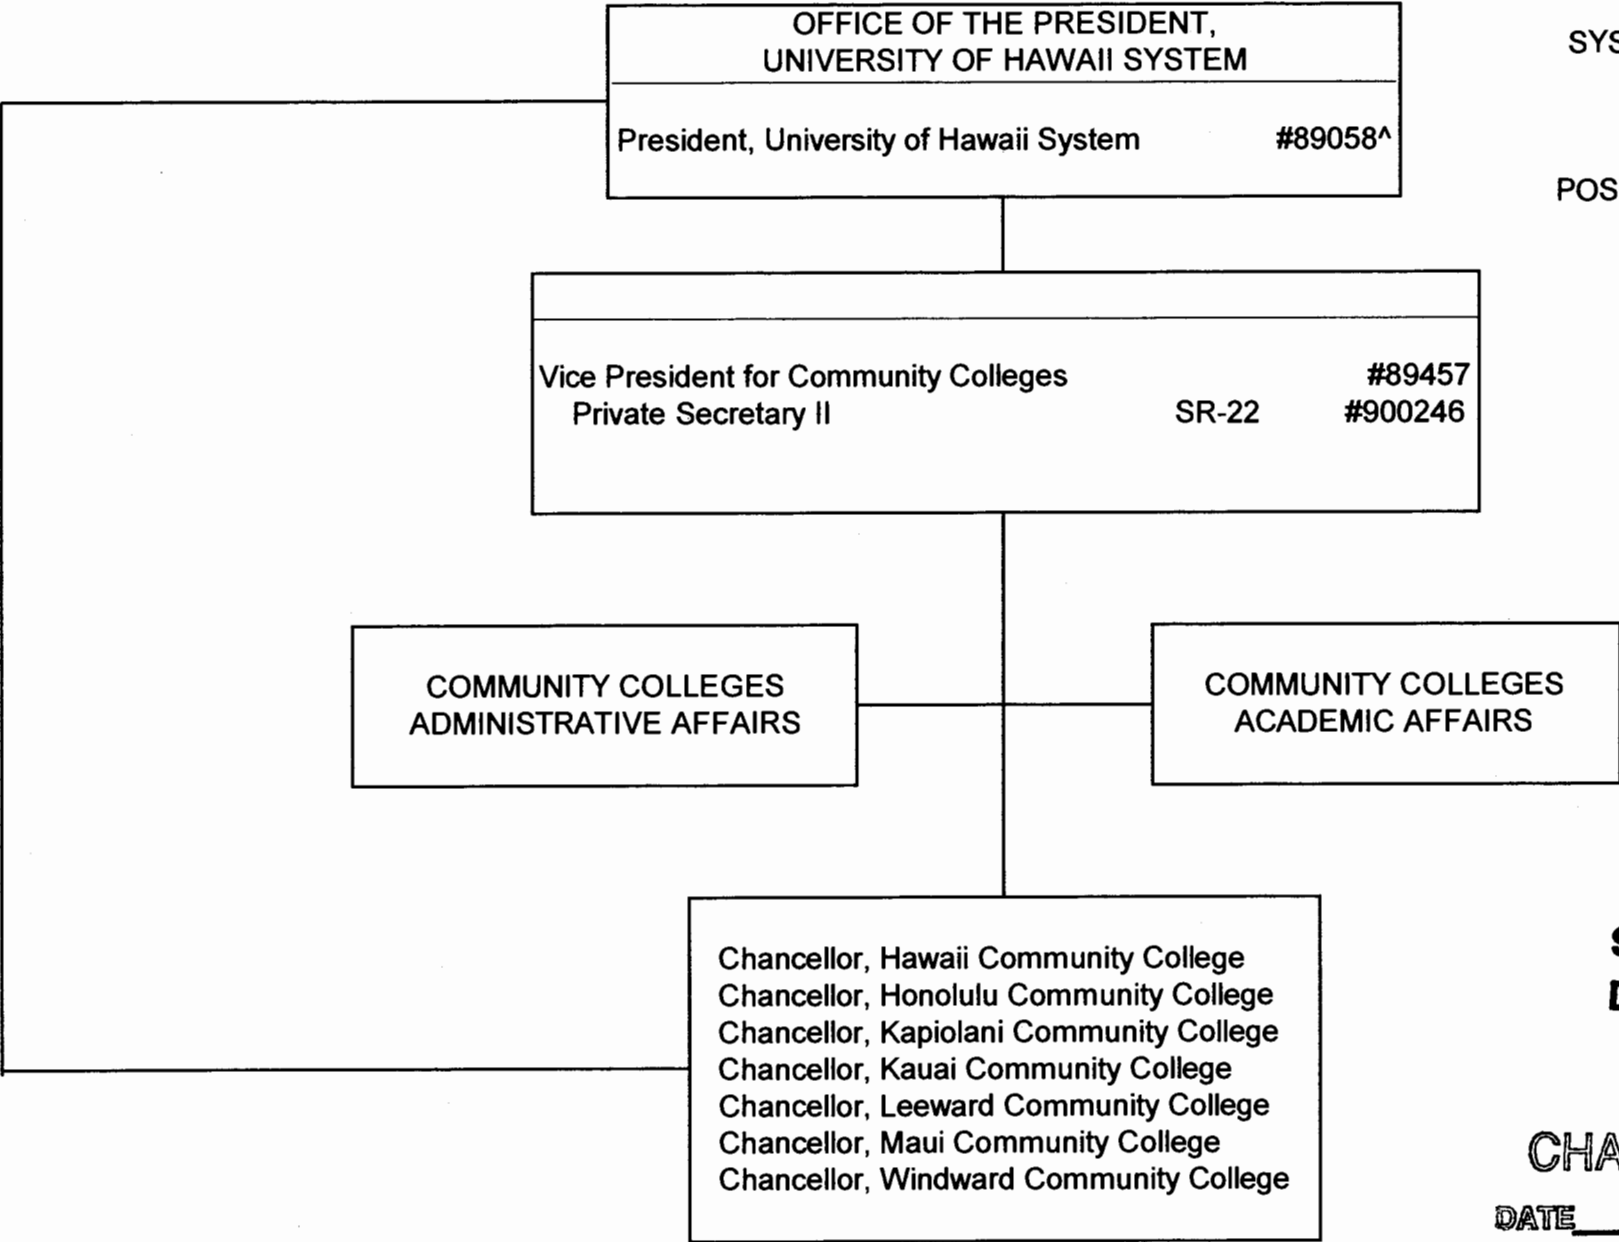 OFFICE OF THE PRESIDENT,
UNIVERSITY OF HAWAII SYSTEM
President, University of Hawaii System #89058^
Vice President for Community Colleges #89457
Private Secretary II SR-22 #900246
COMMUNITY COLLEGES
ADMINISTRATIVE AFFAIRS
COMMUNITY COLLEGES
ACADEMIC AFFAIRS
Chancellor, Hawaii Community College
Chancellor, Honolulu Community College
Chancellor, Kapiolani Community College
Chancellor, Kauai Community College
Chancellor, Leeward Community College
Chancellor, Maui Community College
Chancellor, Windward Community College
SYS
POS
CHA
DATE